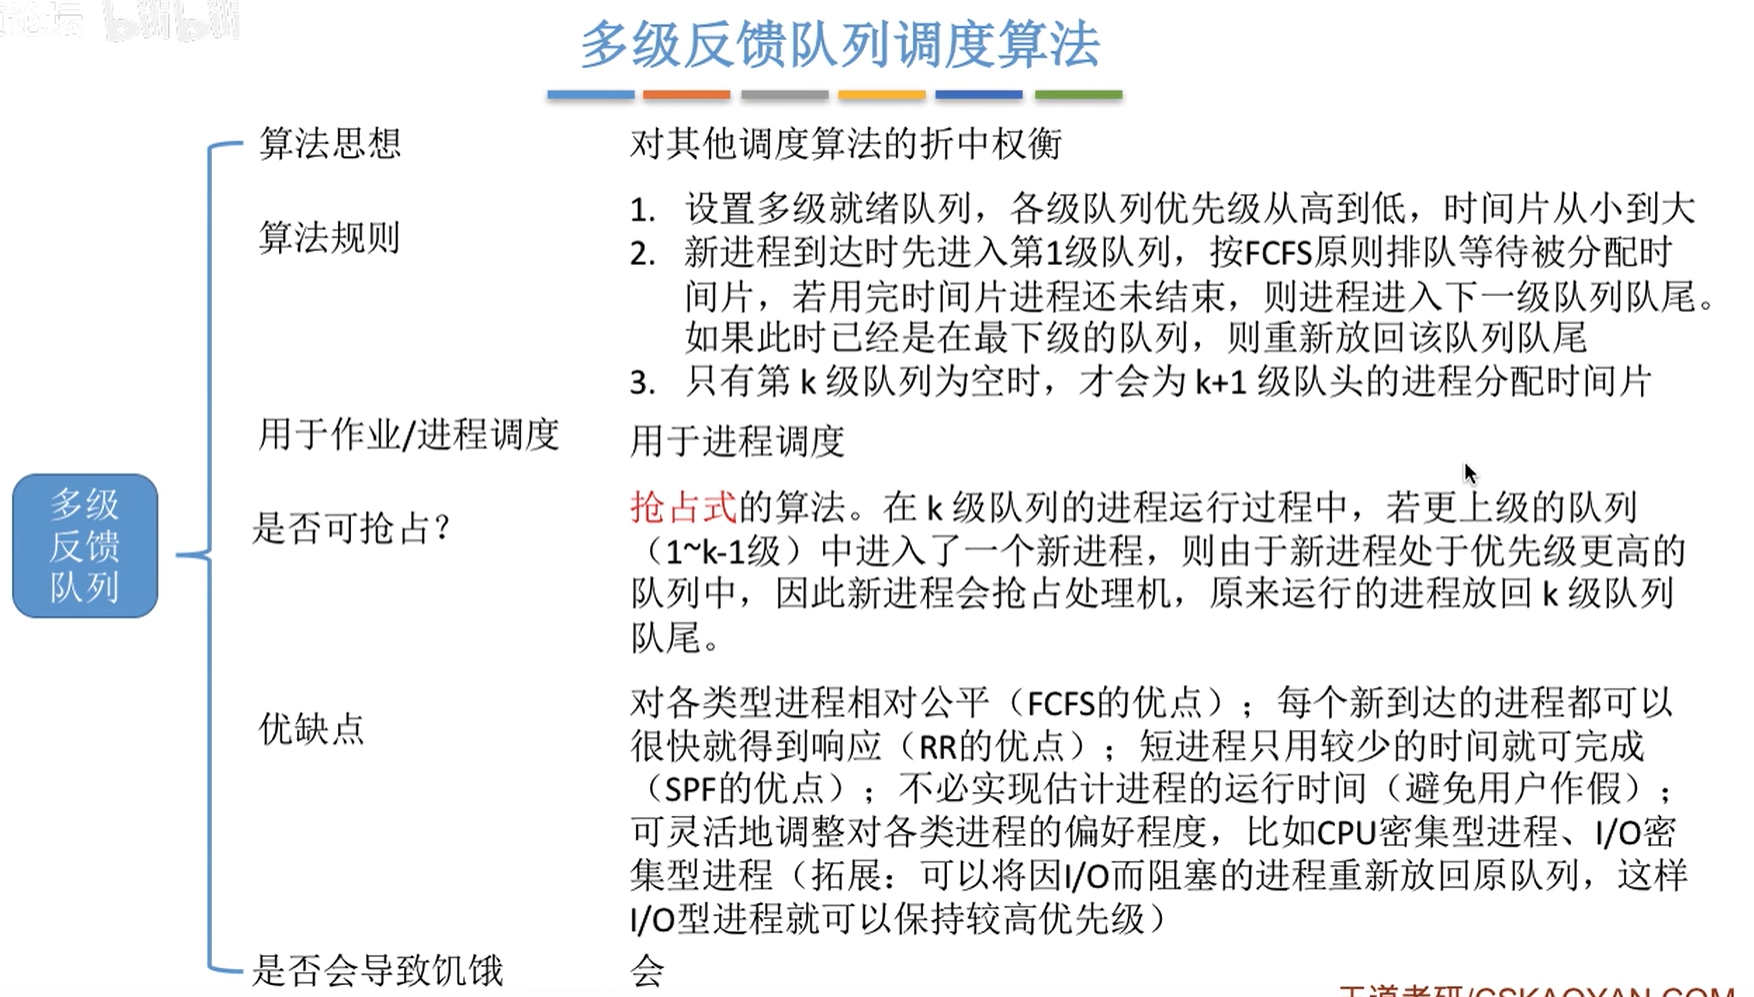 论坛 bilibili
多级反馈队列调度算法
算法思想 对其他调度算法的折中权衡
算法规则
1. 设置多级就绪队列，各级队列优先级从高到低，时间片从小到大
2. 新进程到达时先进入第1级队列，按FCFS原则排队等待被分配时
间片，若用完时间片进程还未结束，则进程进入下一级队列队尾。
如果此时已经是在最下级的队列，则重新放回该队列队尾
3. 只有第 k 级队列为空时，才会为 k+1 级队头的进程分配时间片
用于作业/进程调度 用于进程调度
多级
反馈
队列
是否可抢占？
抢占式的算法。在 k 级队列的进程运行过程中，若更上级的队列
（1~k-1级）中进入了一个新进程，则由于新进程处于优先级更高的
队列中，因此新进程会抢占处理机，原来运行的进程放回 k 级队列
队尾。
优缺点
对各类型进程相对公平（FCFS的优点）；每个新到达的进程都可以
很快就得到响应（RR的优点）；短进程只用较少的时间就可完成
（SPF的优点）；不必实现估计进程的运行时间（避免用户作假）；
可灵活地调整对各类进程的偏好程度，比如CPU密集型进程、I/O密
集型进程（拓展：可以将因I/O而阻塞的进程重新放回原队列，这样
I/O型进程就可以保持较高优先级）
是否会导致饥饿 会
王道考研/CSKAOYAN.COM